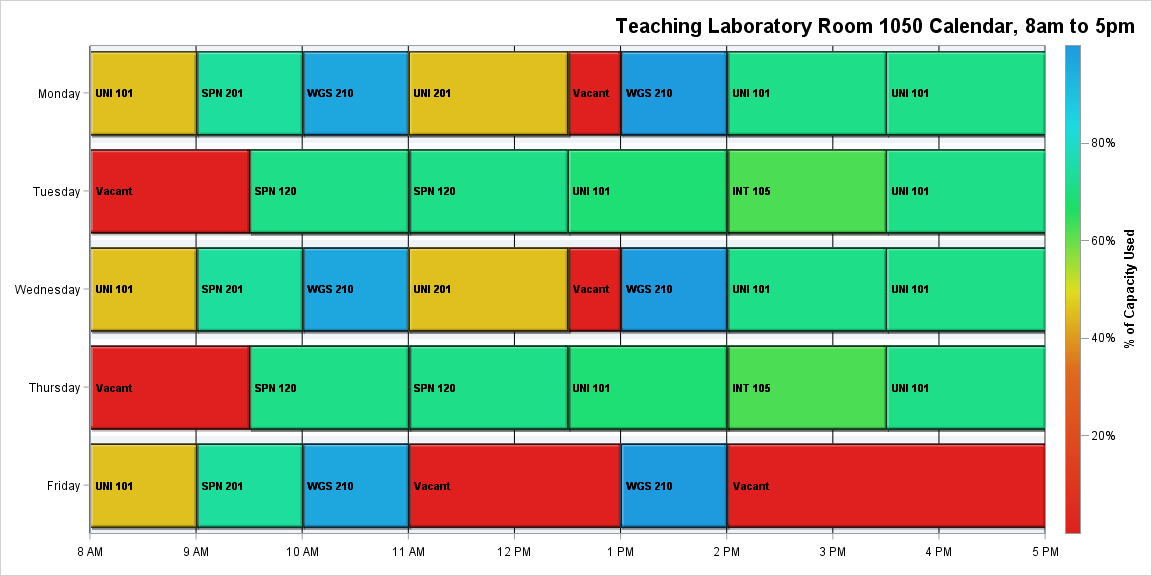 Teaching Laboratory Room 1050 Calendar, 8am to 5pm
Monday UNI 101 SPN 201 WGS 210 UNI 201 Vacant WGS 210 UNI 101 UNI 101
Tuesday Vacant SPN 120 SPN 120 UNI 101 INT 105 UNI 101
Wednesday UNI 101 SPN 201 WGS 210 UNI 201 Vacant WGS 210 UNI 101 UNI 101
Thursday Vacant SPN 120 SPN 120 UNI 101 INT 105 UNI 101
Friday UNI 101 SPN 201 WGS 210 Vacant WGS 210 Vacant
8 AM 9 AM 10 AM 11 AM 12 PM 1 PM 2 PM 3 PM 4 PM 5 PM
80%
60%
40%
20%
% of Capacity Used